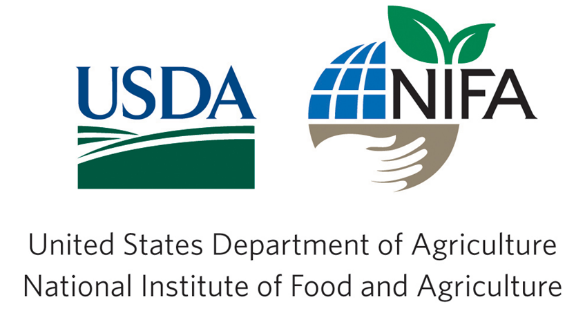 USDA NIFA
United States Department of Agriculture
National Institute of Food and Agriculture